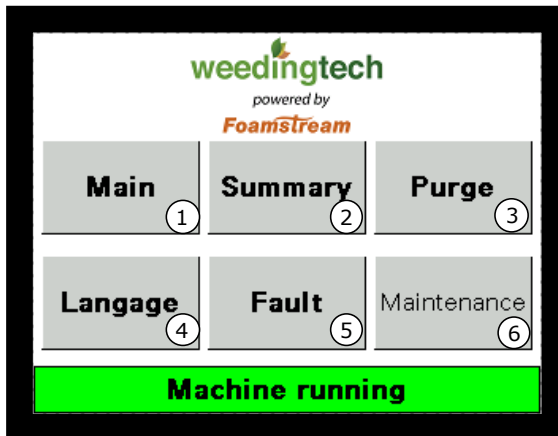 weedingtech
powered by
Foamstream
Main
1
Summary
2
Purge
3
Langage
4
Fault
5
Maintenance
6
Machine running